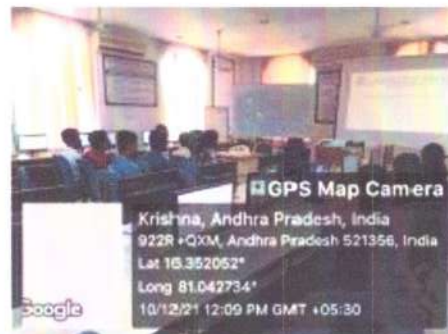 GPS Map Camera
Krishna, Andhra Pradesh, India
922R+QXM, Andhra Pradesh 521356, India
Lat 16.352052°
Long 81.042734°
10/12/21 12:09 PM GMT +05:30
Google